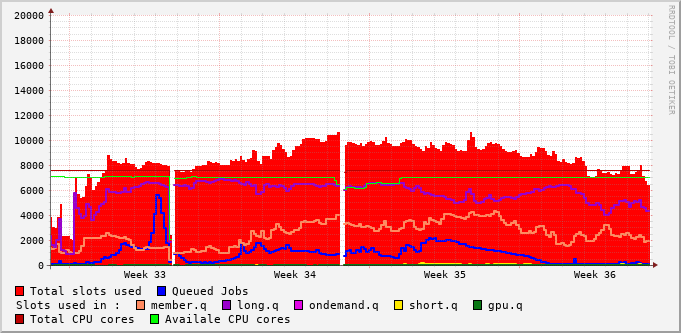 RRDTOOL / TOBI OETIKER
20000
18000
16000
14000
12000
10000
8000
6000
4000
2000
0
Week 33 Week 34 Week 35 Week 36
Total slots used Queued Jobs
Slots used in : member.q long.q ondemand.q short.q gpu.q
Total CPU cores Availale CPU cores